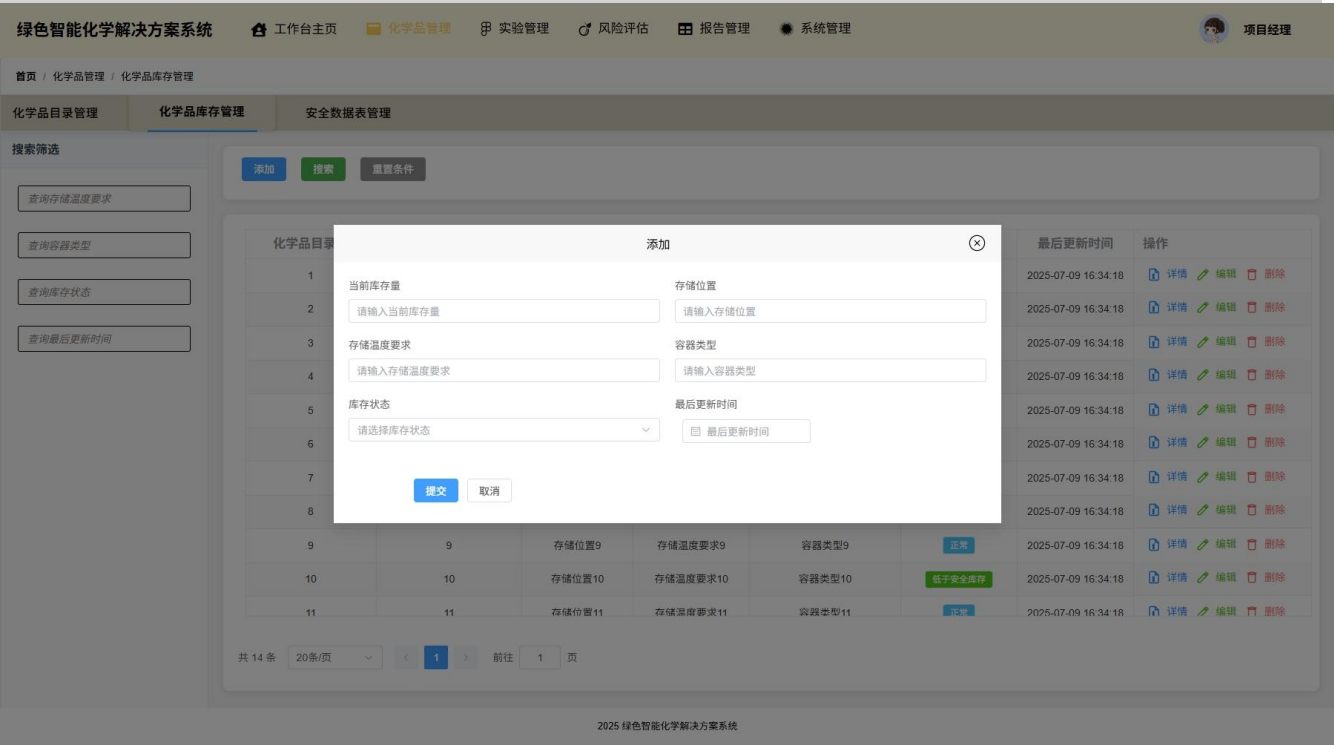 绿色智能化学解决方案系统 工作台主页 化学品管理 实验管理 风险评估 报告管理 系统管理 项目经理
首页 / 化学品管理 / 化学品库存管理
化学品目录管理 化学品库存管理 安全数据表管理
搜索筛选
添加 搜索 重置条件
查询存储温度要求
查询容器类型
查询库存状态
查询最后更新时间
化学品目录 最后更新时间 操作
1 2025-07-09 16:34:18 详情 编辑 删除
2 2025-07-09 16:34:18 详情 编辑 删除
3 2025-07-09 16:34:18 详情 编辑 删除
4 2025-07-09 16:34:18 详情 编辑 删除
5 2025-07-09 16:34:18 详情 编辑 删除
6 2025-07-09 16:34:18 详情 编辑 删除
7 2025-07-09 16:34:18 详情 编辑 删除
8 2025-07-09 16:34:18 详情 编辑 删除
9 9 存储位置9 存储温度要求9 容器类型9 正常 2025-07-09 16:34:18 详情 编辑 删除
10 10 存储位置10 存储温度要求10 容器类型10 低于安全库存 2025-07-09 16:34:18 详情 编辑 删除
11 11 存储位置11 存储温度要求11 容器类型11 正常 2025-07-09 16:34:18 详情 编辑 删除
添加
当前库存量 存储位置
请输入当前库存量 请输入存储位置
存储温度要求 容器类型
请输入存储温度要求 请输入容器类型
库存状态 最后更新时间
请选择库存状态 最后更新时间
提交 取消
共 14 条 20条/页 1 前往 1 页
2025 绿色智能化学解决方案系统